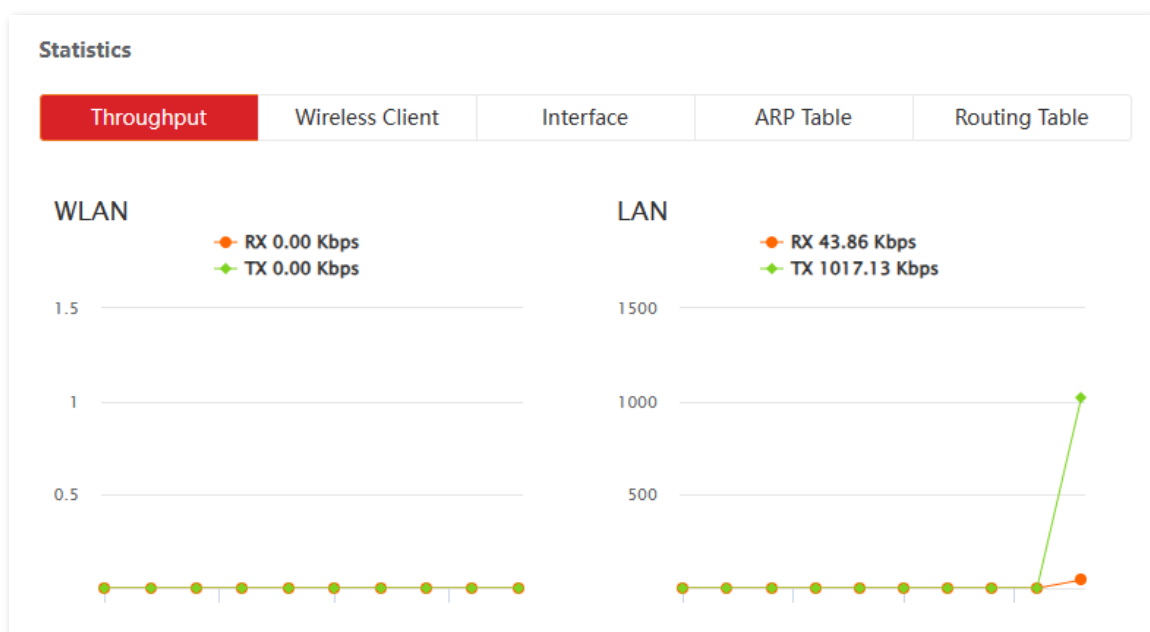 Statistics
Throughput Wireless Client Interface ARP Table Routing Table
WLAN
RX 0.00 Kbps
TX 0.00 Kbps
1.5
1
0.5
LAN
RX 43.86 Kbps
TX 1017.13 Kbps
1500
1000
500